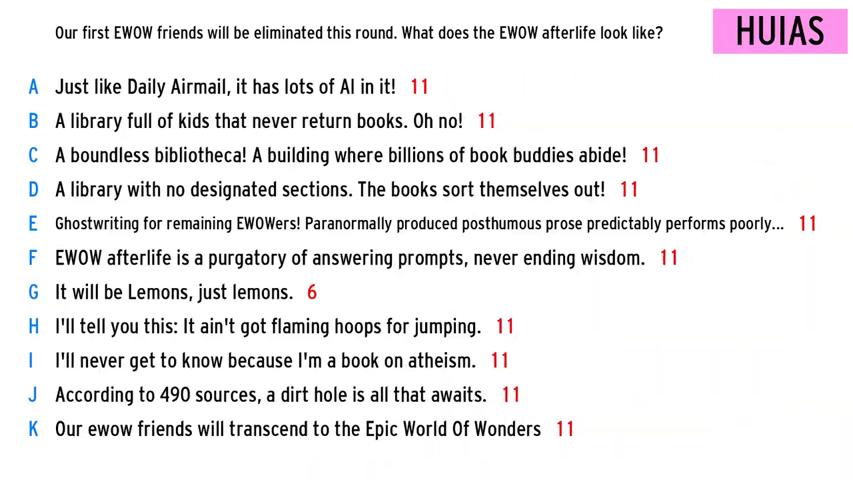 Our first EWOW friends will be eliminated this round. What does the EWOW afterlife look like?
HUIAS
A Just like Daily Airmail, it has lots of AI in it! 11
B A library full of kids that never return books. Oh no! 11
C A boundless bibliotheca! A building where billions of book buddies abide! 11
D A library with no designated sections. The books sort themselves out! 11
E Ghostwriting for remaining EWOWers! Paranormally produced posthumous prose predictably performs poorly... 11
F EWOW afterlife is a purgatory of answering prompts, never ending wisdom. 11
G It will be Lemons, just lemons. 6
H I'll tell you this: It ain't got flaming hoops for jumping. 11
I I'll never get to know because I'm a book on atheism. 11
J According to 490 sources, a dirt hole is all that awaits. 11
K Our ewow friends will transcend to the Epic World Of Wonders 11